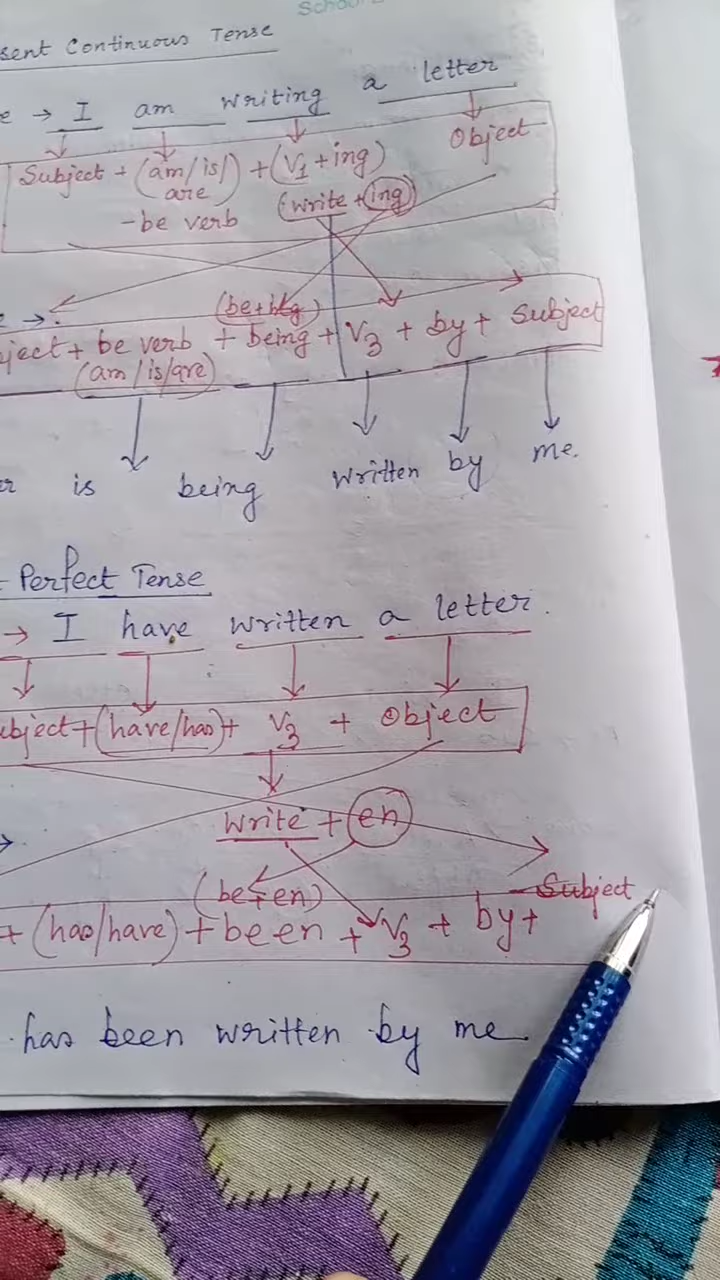 School
sent Continuous Tense
e → I am writing a letter
Subject + (am/is/are) + (V1 + ing) Object
- be verb (write + ing)
e →
(be + ing)
ject + be verb + being + V3 + by + Subject
(am/is/are)
er is being written by me.
- Perfect Tense
→ I have written a letter.
ubject + (have/has) + V3 + Object
Write + en
(be + en) Subject
+ (has/have) + been + V3 + by +
. has been written by me.